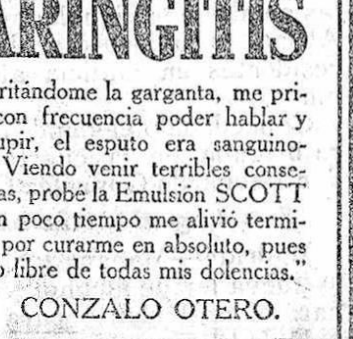 ARINGITIS
ritándome la garganta, me pri-
con frecuencia poder hablar y
upir, el esputo era sanguino-
Viendo venir terribles conse-
as, probé la Emulsión SCOTT
n poco tiempo me alivió termi-
por curarme en absoluto, pues
o libre de todas mis dolencias.”
CONZALO OTERO.